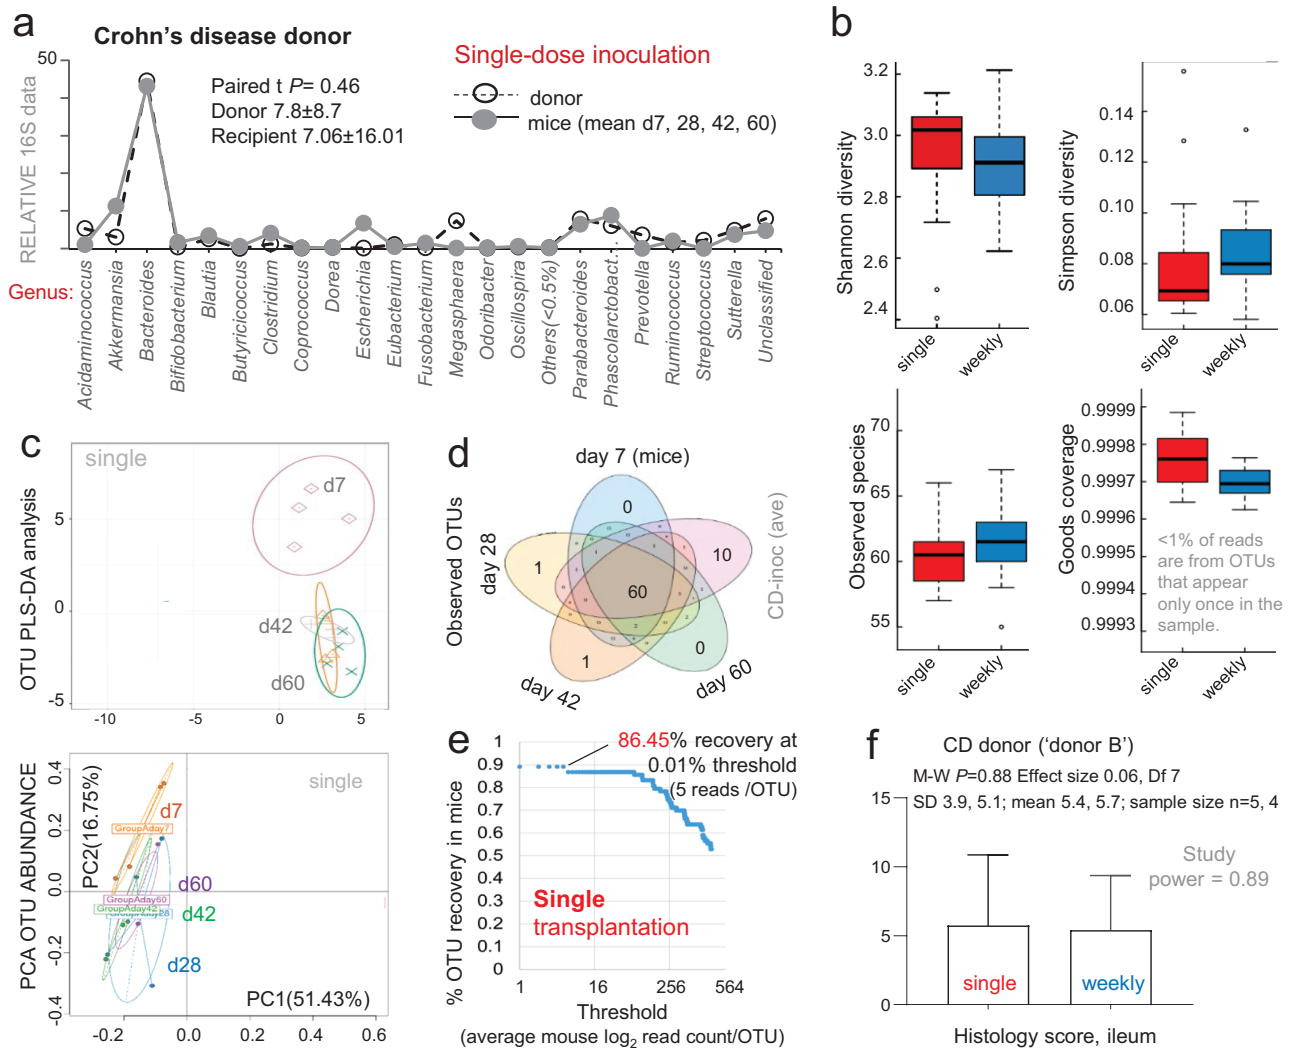 a
Crohn's disease donor
Single-dose inoculation
50
RELATIVE 16S data
Paired t P= 0.46
Donor 7.8±8.7
Recipient 7.06±16.01
donor
mice (mean d7, 28, 42, 60)
Genus:
Acidaminococcus
Akkermansia
Bacteroides
Bifidobacterium
Blautia
Butyricicoccus
Clostridium
Coprococcus
Dorea
Escherichia
Eubacterium
Fusobacterium
Megasphaera
Odoribacter
Oscillospira
Others(<0.5%)
Parabacteroides
Phascolarctobact.
Prevotella
Ruminococcus
Streptococcus
Sutterella
Unclassified
b
Shannon diversity
3.2
3.0
2.8
2.6
2.4
single
weekly
Simpson diversity
0.14
0.12
0.10
0.08
0.06
single
weekly
Observed species
70
65
60
55
single
weekly
Goods coverage
0.9999
0.9998
0.9997
0.9996
0.9995
0.9994
0.9993
<1% of reads
are from OTUs
that appear
only once in the
sample.
single
weekly
c
OTU PLS-DA analysis
single
d7
d42
d60
5
0
-5
-10
-5
0
5
PCA OTU ABUNDANCE
PC2(16.75%)
single
d7
GroupAday7
d60
GroupAday60
GroupAday42
GroupAday28
d42
d28
PC1(51.43%)
0.4
0.2
0.0
-0.2
-0.4
-0.2
0.0
0.2
0.4
0.6
d
Observed OTUs
day 7 (mice)
day 28
CD-inoc (ave)
day 42
day 60
0
10
1
60
1
0
e
% OTU recovery in mice
1
0.9
0.8
0.7
0.6
0.5
0.4
0.3
0.2
0.1
0
86.45% recovery at
0.01% threshold
(5 reads /OTU)
Single
transplantation
1
16
256
564
Threshold
(average mouse log2 read count/OTU)
f
CD donor ('donor B')
M-W P=0.88 Effect size 0.06, Df 7
SD 3.9, 5.1; mean 5.4, 5.7; sample size n=5, 4
15
10
5
0
Study
power = 0.89
single
weekly
Histology score, ileum